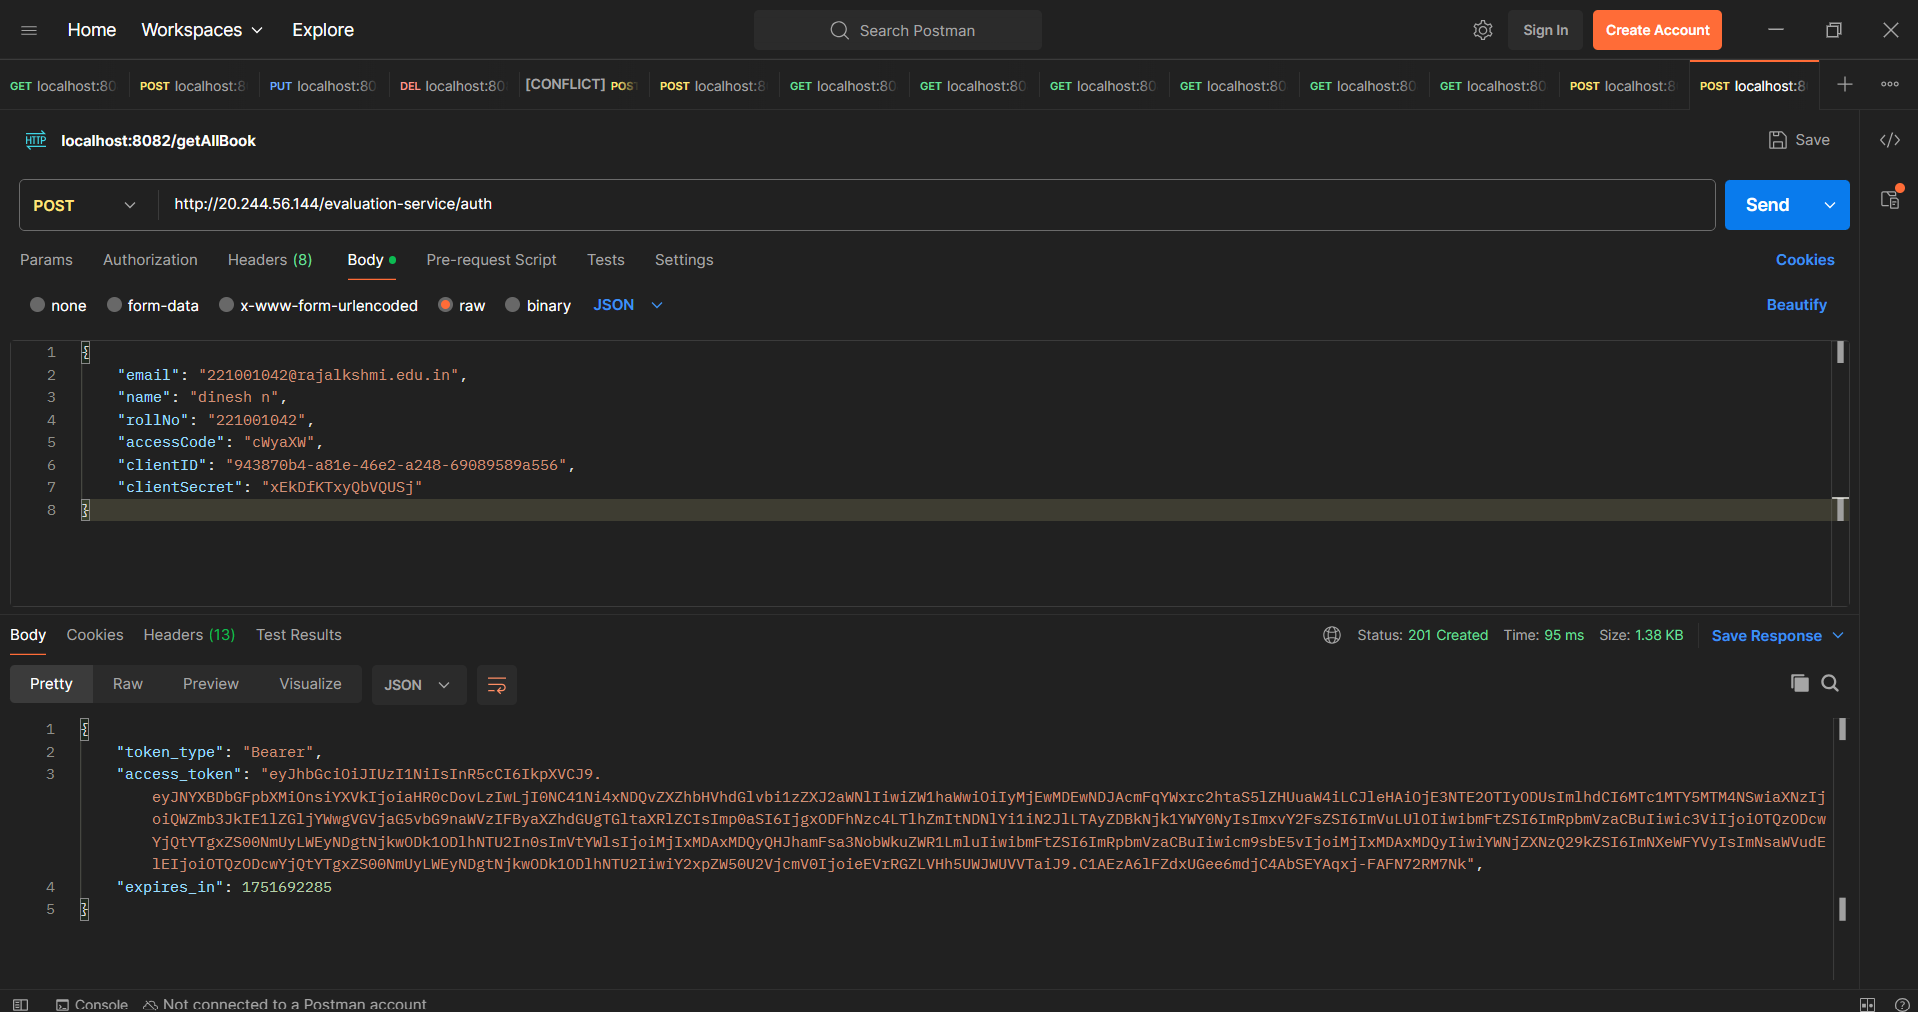 Home Workspaces Explore Search Postman Sign In Create Account
GET localhost:80 POST localhost:8 PUT localhost:80 DEL localhost:80 [CONFLICT] POST POST localhost:8 GET localhost:80 GET localhost:80 GET localhost:80 GET localhost:80 GET localhost:80 GET localhost:80 POST localhost:8 POST localhost:8
HTTP localhost:8082/getAllBook Save
POST http://20.244.56.144/evaluation-service/auth Send
Params Authorization Headers (8) Body Pre-request Script Tests Settings Cookies
none form-data x-www-form-urlencoded raw binary JSON Beautify
1 {
2 "email": "221001042@rajalkshmi.edu.in",
3 "name": "dinesh n",
4 "rollNo": "221001042",
5 "accessCode": "cWyaXW",
6 "clientID": "943870b4-a81e-46e2-a248-69089589a556",
7 "clientSecret": "xEkDfKTxyQbVQUSj"
8 }
Body Cookies Headers (13) Test Results Status: 201 Created Time: 95 ms Size: 1.38 KB Save Response
Pretty Raw Preview Visualize JSON
1 {
2 "token_type": "Bearer",
3 "access_token": "eyJhbGciOiJIUzI1NiIsInR5cCI6IkpXVCJ9.
eyJNYXBDbGFpbXMiOnsiYXVkIjoiaHR0cDovLzIwLjI0NC41Ni4xNDQvZXZhbHVhdGlvbi1zZXJ2aWNlIiwiZW1haWwiOiIyMjEwMDEwNDJAcmFqYWxrc2htaS5lZHUuaW4iLCJleHAiOjE3NTE2OTIyODUsImlhdCI6MTc1MTY5MTM4NSwiaXNzIj
oiQWZmb3JkIE1lZGljYWwgVGVjaG5vbG9naWVzIFByaXZhdGUgTGltaXRlZCIsImp0aSI6IjgxODFhNzc4LTlhZmItNDNlYi1iN2JlLTAyZDBkNjk1YWY0NyIsImxvY2FsZSI6ImVuLUlOIiwibmFtZSI6ImRpbmVzaCBuIiwic3ViIjoiOTQzODcw
YjQtYTgxZS00NmUyLWEyNDgtNjkwODk1ODlhNTU2In0sImVtYWlsIjoiMjIxMDAxMDQyQHJhamFsa3NobWkuZWR1LmluIiwibmFtZSI6ImRpbmVzaCBuIiwicm9sbE5vIjoiMjIxMDAxMDQyIiwiYWNjZXNzQ29kZSI6ImNXeWFYVyIsImNsaWVudE
lEIjoiOTQzODcwYjQtYTgxZS00NmUyLWEyNDgtNjkwODk1ODlhNTU2IiwiY2xpZW50U2VjcmV0IjoieEVrRGZLVHh5UWJWUVVTaiJ9.C1AEzA6lFZdxUGee6mdjC4AbSEYAqxj-FAFN72RM7Nk",
4 "expires_in": 1751692285
5 }
Console Not connected to a Postman account